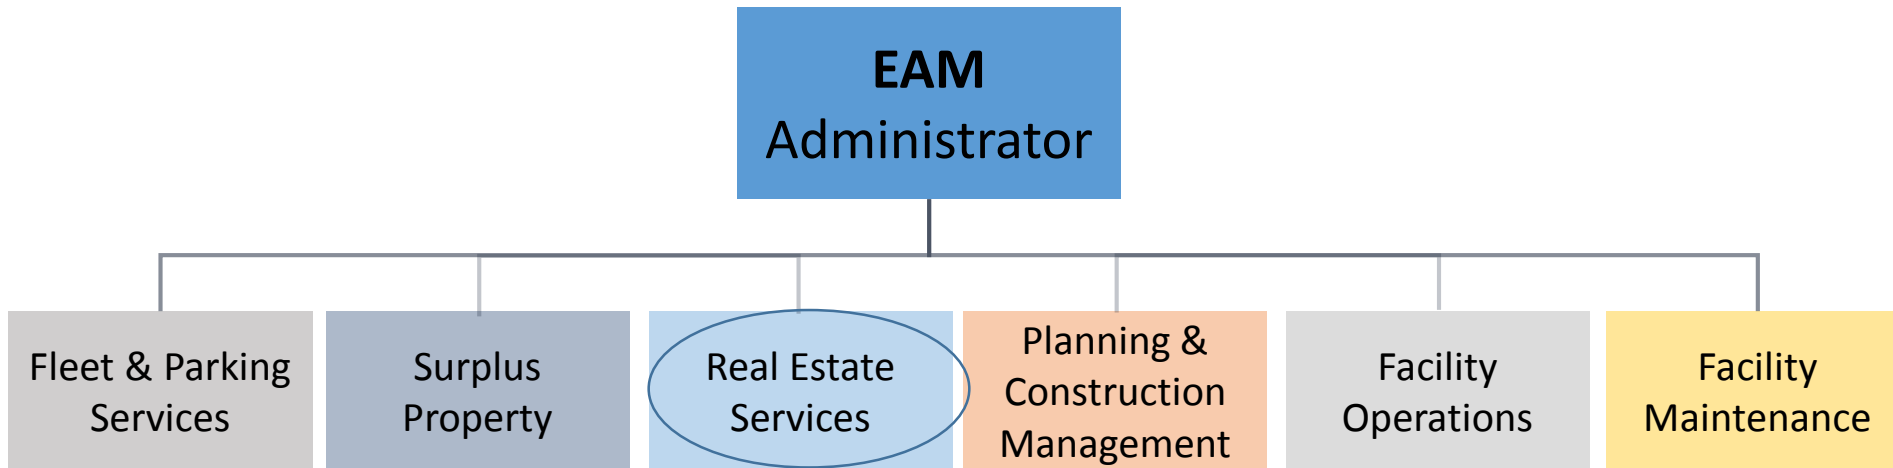 EAM
Administrator
Fleet & Parking
Services
Surplus
Property
Real Estate
Services
Planning &
Construction
Management
Facility
Operations
Facility
Maintenance